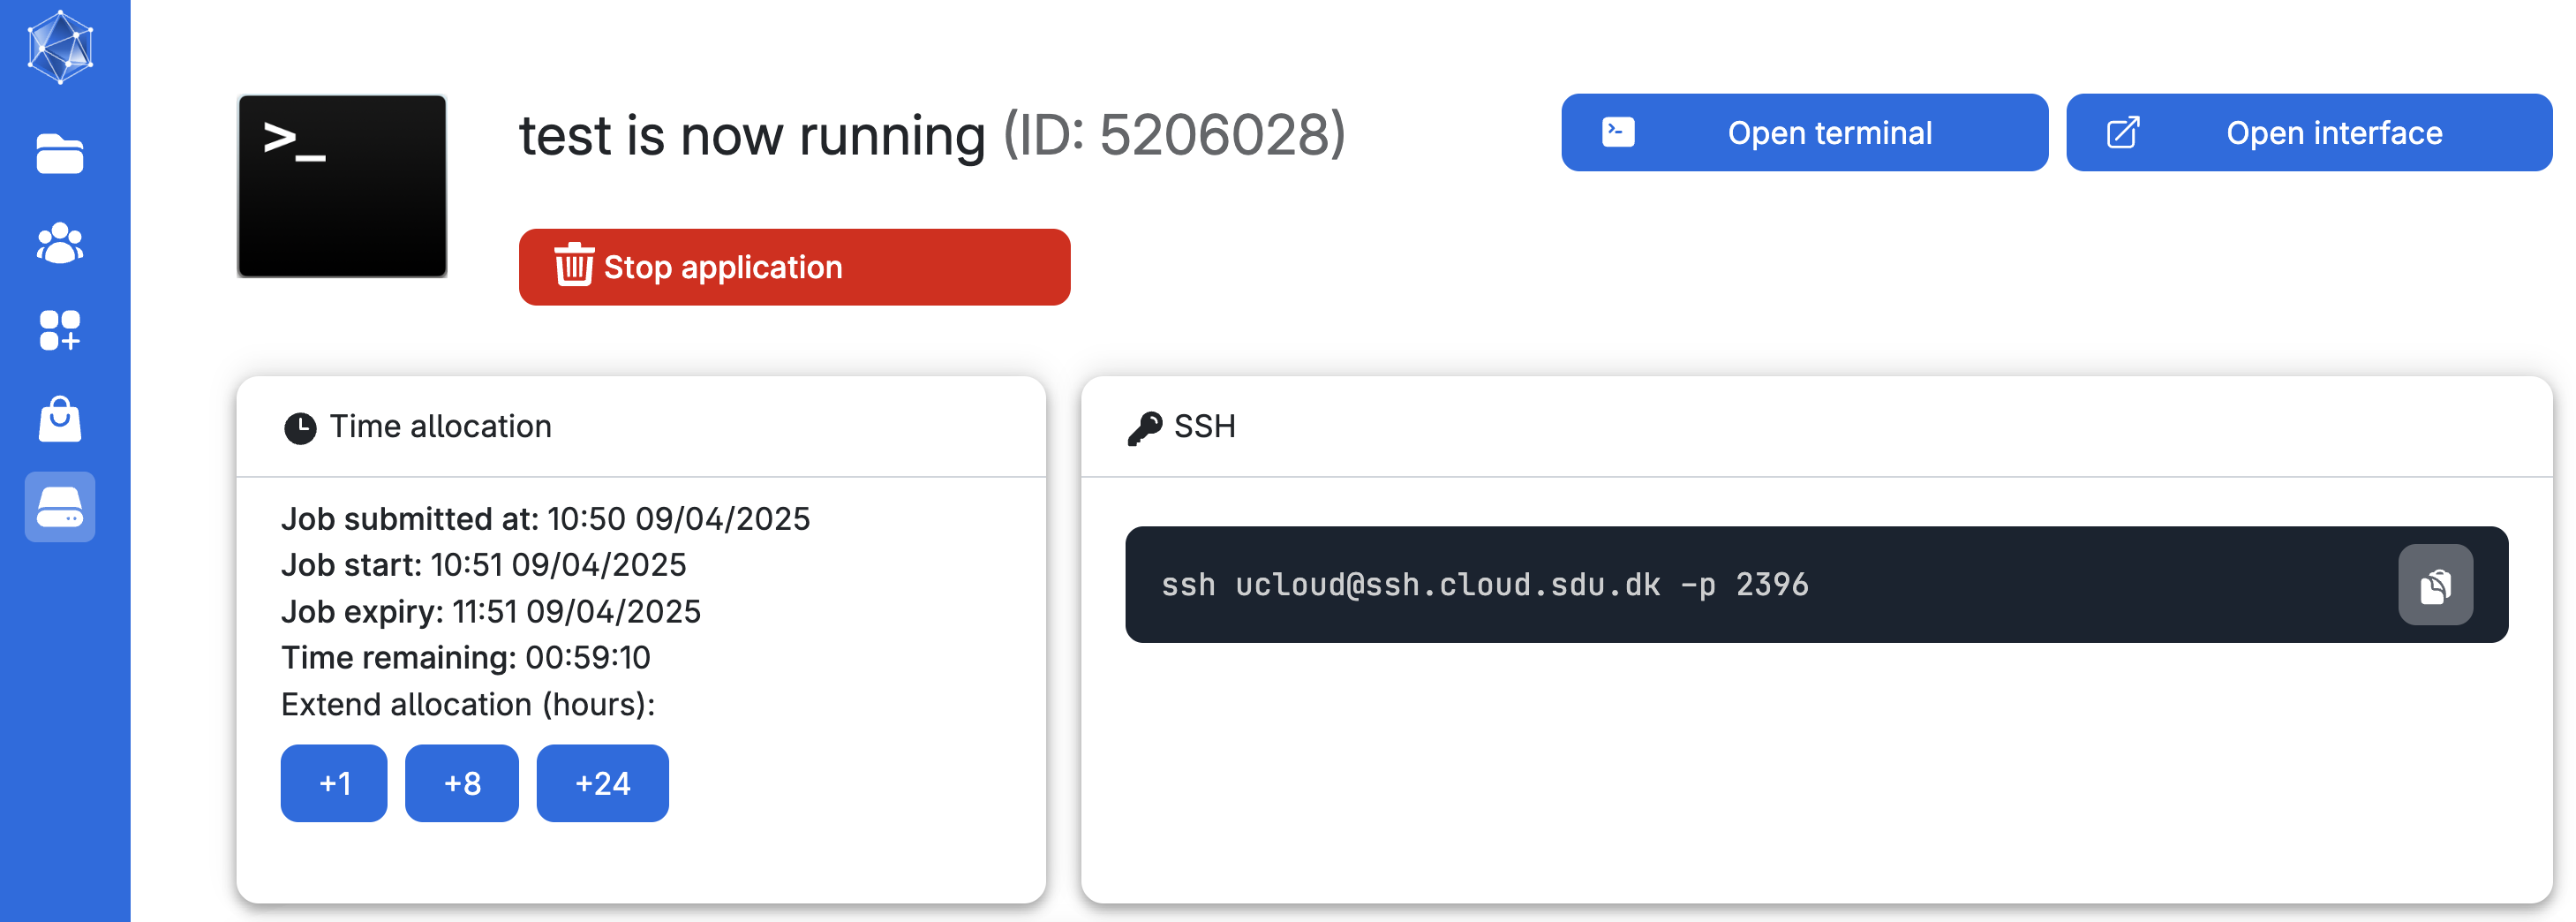 >_
test is now running (ID: 5206028)
Open terminal
Open interface
Stop application
Time allocation
Job submitted at: 10:50 09/04/2025
Job start: 10:51 09/04/2025
Job expiry: 11:51 09/04/2025
Time remaining: 00:59:10
Extend allocation (hours):
+1
+8
+24
SSH
ssh ucloud@ssh.cloud.sdu.dk -p 2396